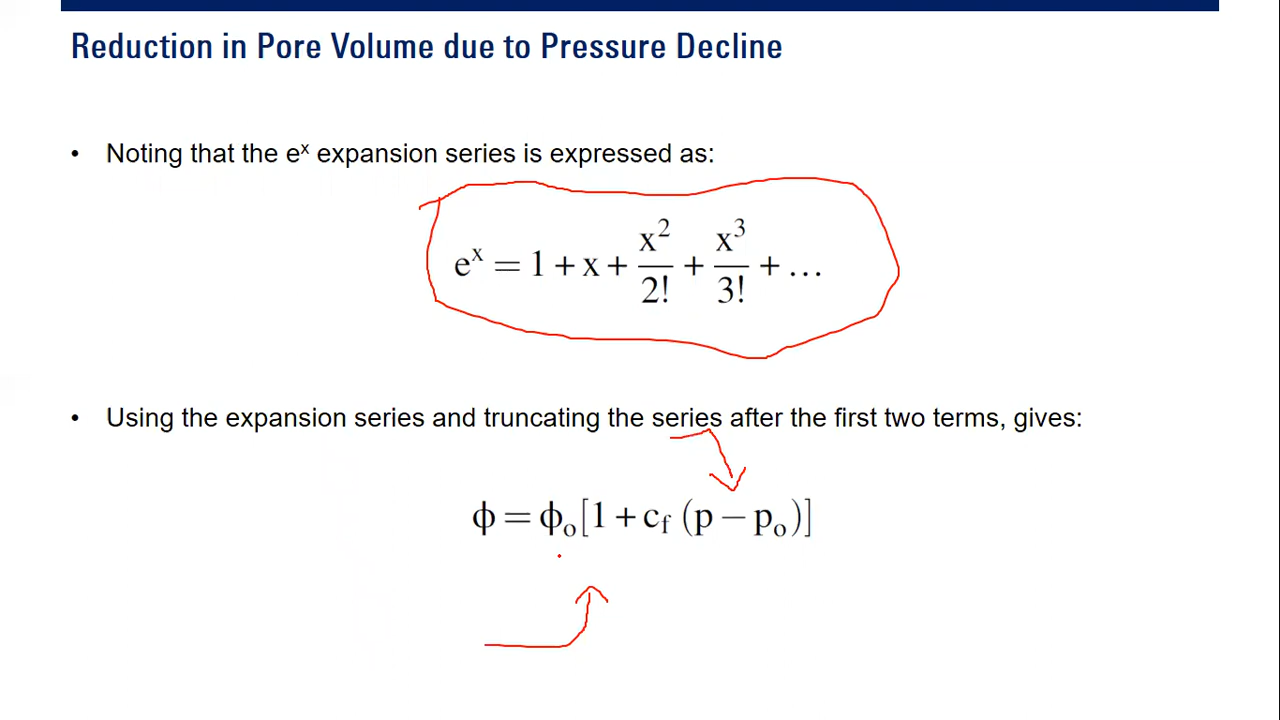 Reduction in Pore Volume due to Pressure Decline
• Noting that the eˣ expansion series is expressed as:
eˣ = 1 + x + x²/2! + x³/3! + ...
• Using the expansion series and truncating the series after the first two terms, gives:
ϕ = ϕₒ[1 + c_f (p − pₒ)]